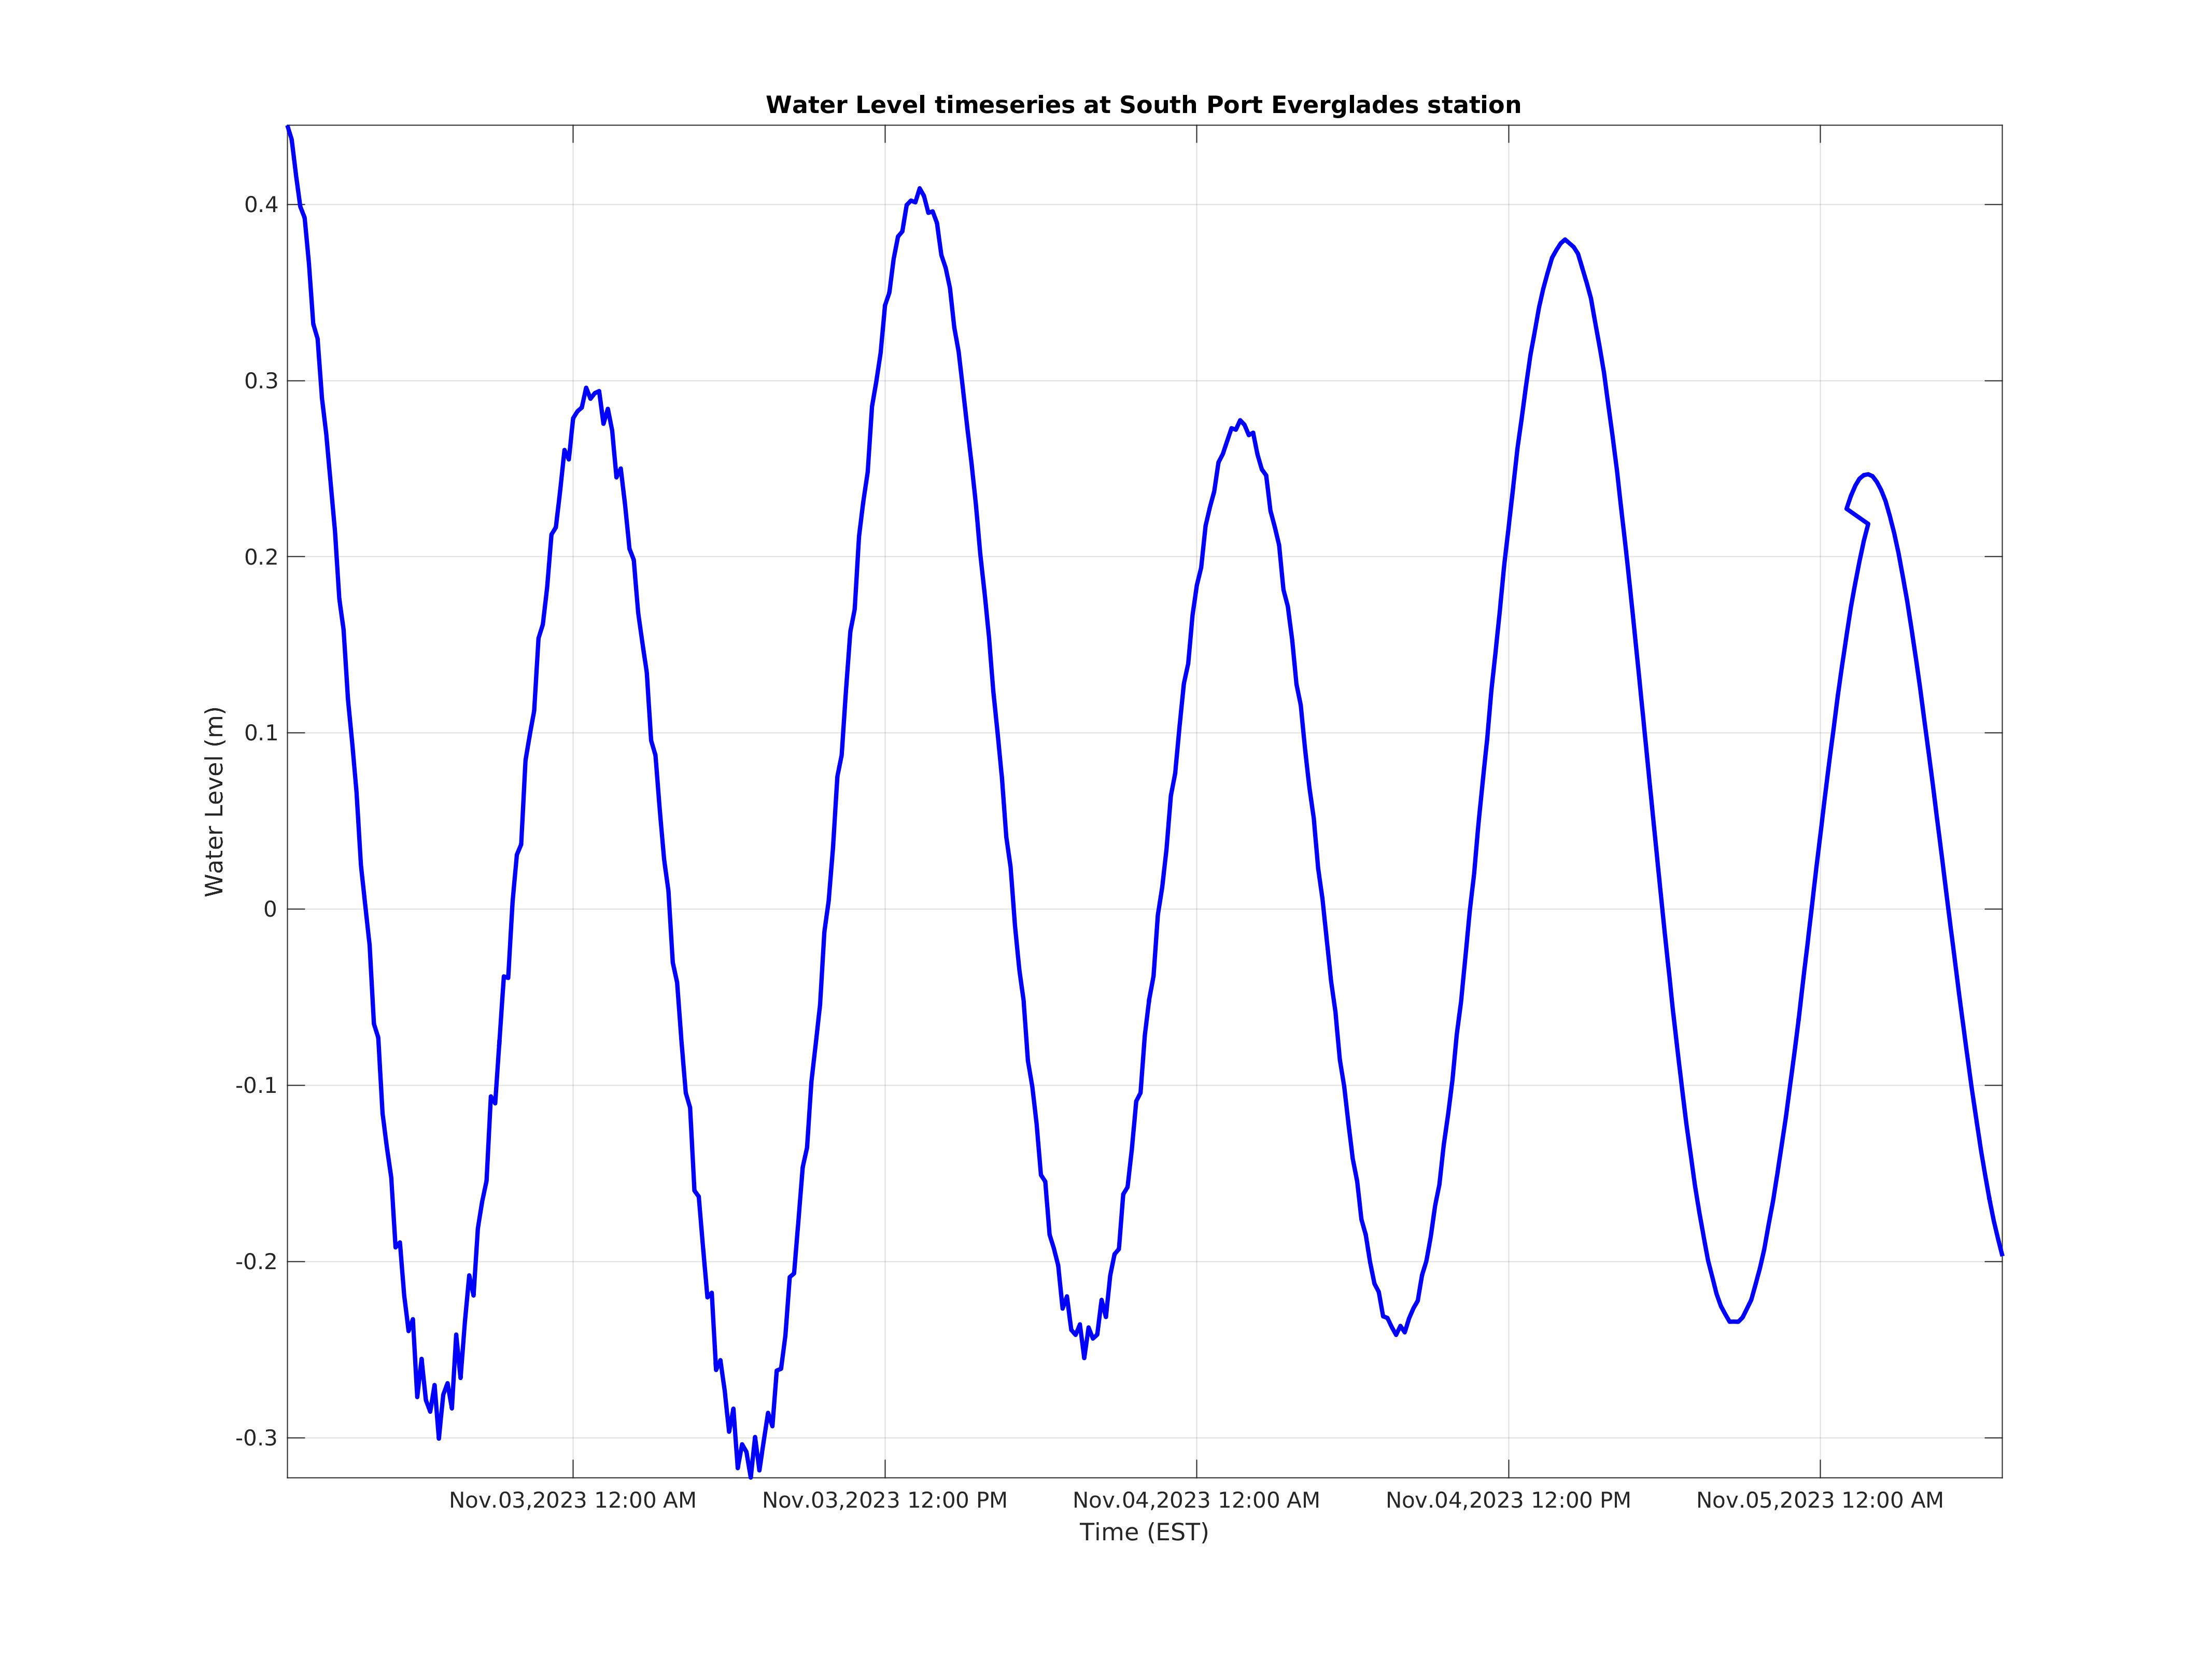 Water Level timeseries at South Port Everglades station
0.4
0.3
0.2
0.1
0
-0.1
-0.2
-0.3
Water Level (m)
Nov.03,2023 12:00 AM Nov.03,2023 12:00 PM Nov.04,2023 12:00 AM Nov.04,2023 12:00 PM Nov.05,2023 12:00 AM
Time (EST)